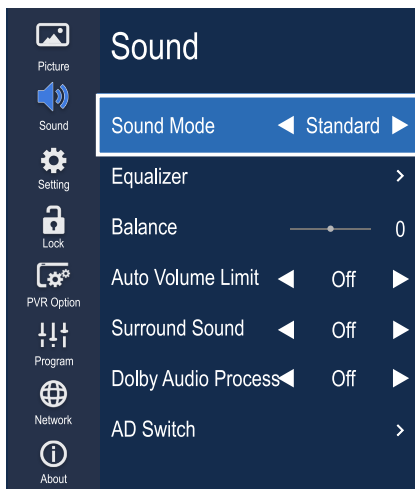 Picture
Sound
Setting
Lock
PVR Option
Program
Network
About
Sound
Sound Mode Standard
Equalizer
Balance 0
Auto Volume Limit Off
Surround Sound Off
Dolby Audio Process Off
AD Switch